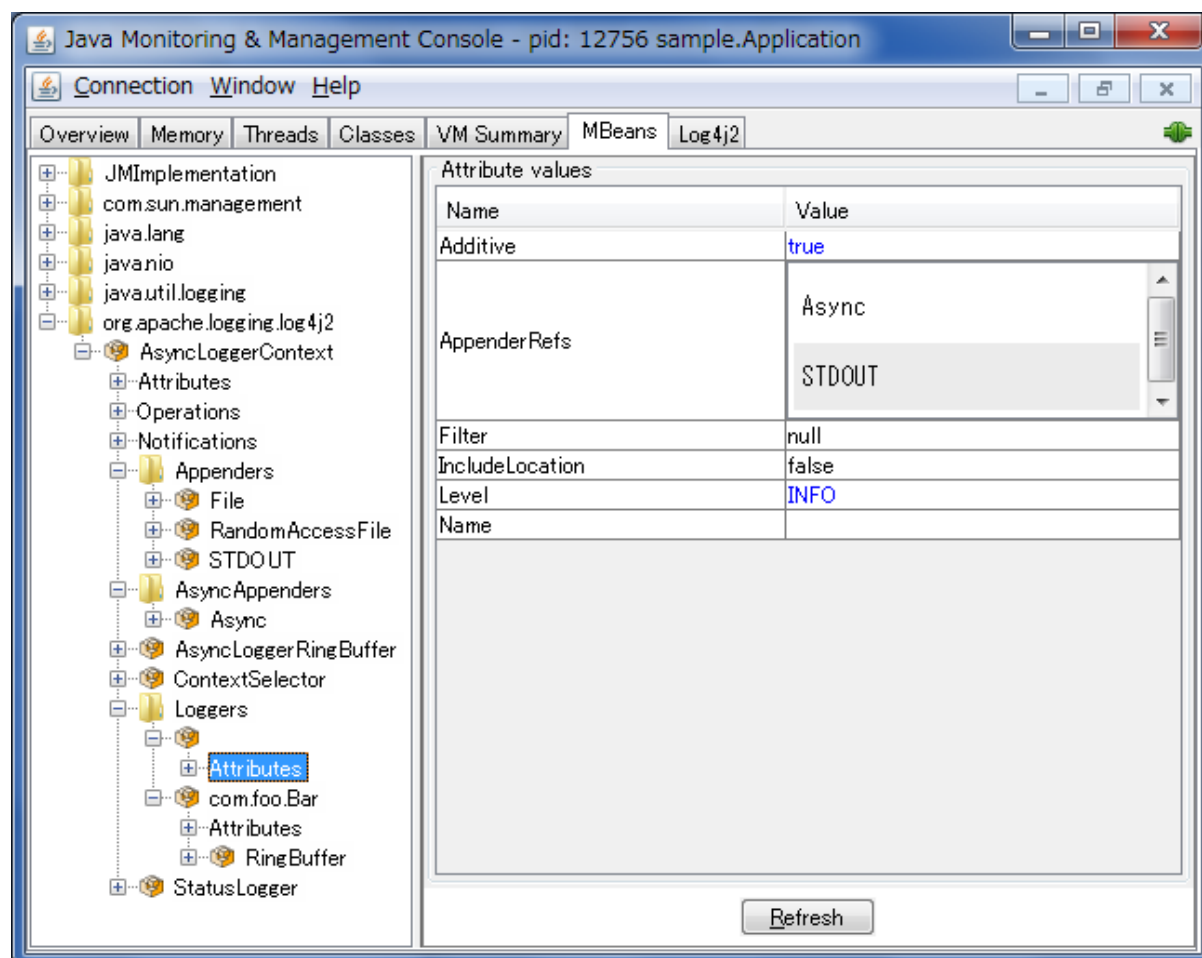 Java Monitoring & Management Console - pid: 12756 sample.Application
Connection Window Help
Overview Memory Threads Classes VM Summary MBeans Log4j2
JMImplementation
com.sun.management
java.lang
java.nio
java.util.logging
org.apache.logging.log4j2
AsyncLoggerContext
Attributes
Operations
Notifications
Appenders
File
RandomAccessFile
STDOUT
AsyncAppenders
Async
AsyncLoggerRingBuffer
ContextSelector
Loggers
Attributes
com.foo.Bar
Attributes
RingBuffer
StatusLogger
Attribute values
Name Value
Additive true
AppenderRefs
Async
STDOUT
Filter null
IncludeLocation false
Level INFO
Name
Refresh